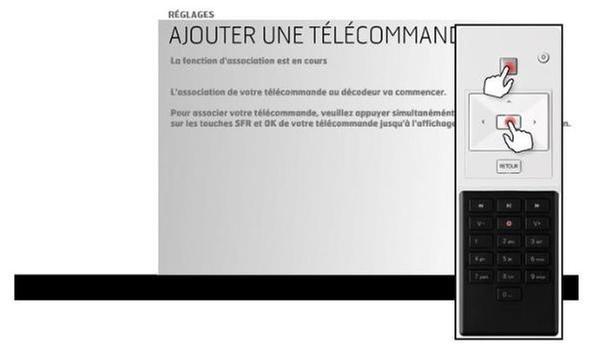 RÉGLAGES
AJOUTER UNE TÉLÉCOMMAND
La fonction d'association est en cours
L'association de votre télécommande au décodeur va commencer.
Pour associer votre télécommande, veuillez appuyer simultanément
sur les touches SFR et OK de votre télécommande jusqu'à l'affichage n.
RETOUR
V- V+
1 2 abc 3 def
4 ghi 5 jkl 6 mno
7 pqrs 8 tuv 9 wxyz
0